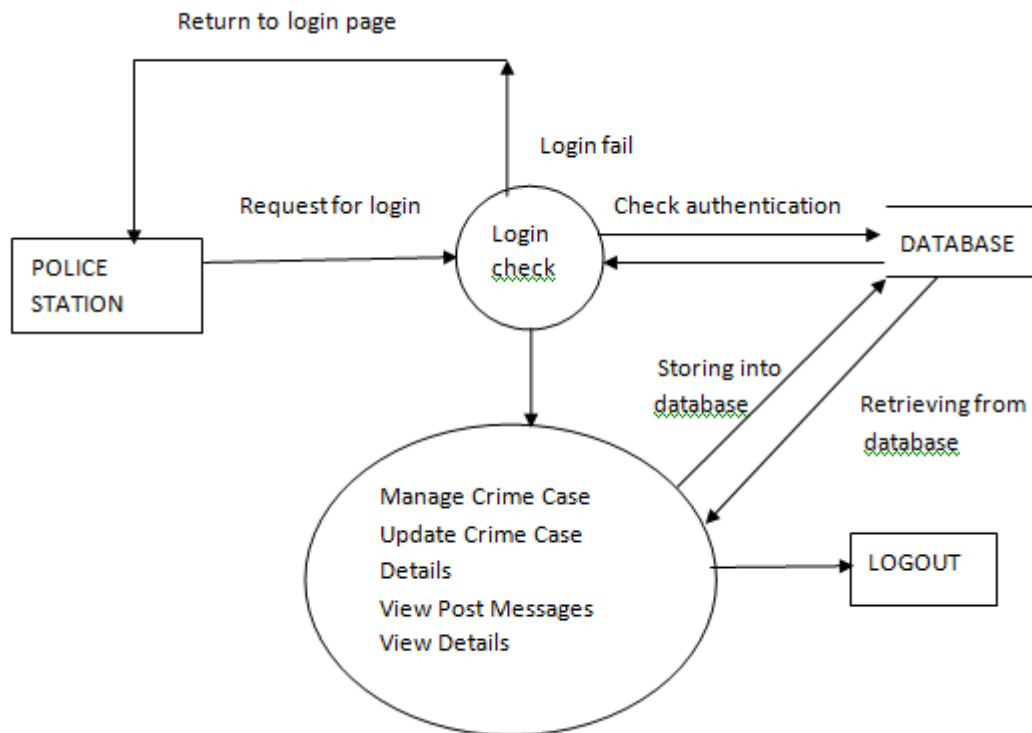 Return to login page
Login fail
Request for login
Check authentication
Login
check
DATABASE
POLICE
STATION
Storing into
database
Retrieving from
database
Manage Crime Case
Update Crime Case
Details
View Post Messages
View Details
LOGOUT